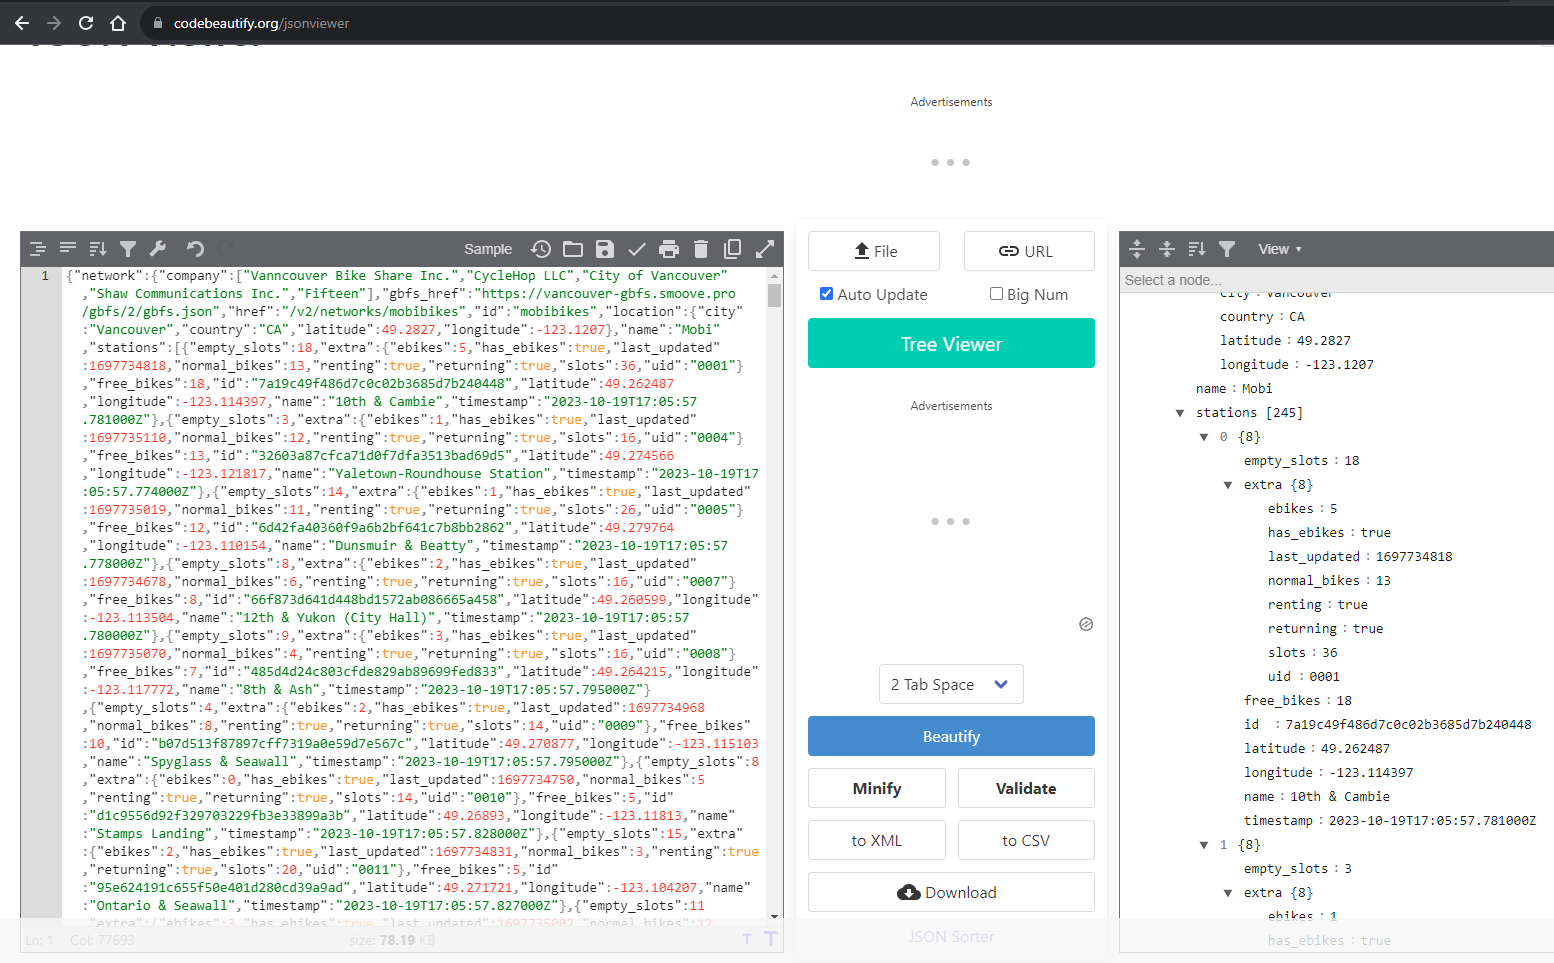 codebeautify.org/jsonviewer
Advertisements
Sample
1
{"network":{"company":["Vanncouver Bike Share Inc.","CycleHop LLC","City of Vancouver"
,"Shaw Communications Inc.","Fifteen"],"gbfs_href":"https://vancouver-gbfs.smoove.pro
/gbfs/2/gbfs.json","href":"/v2/networks/mobibikes","id":"mobibikes","location":{"city"
:"Vancouver","country":"CA","latitude":49.2827,"longitude":-123.1207},"name":"Mobi"
,"stations":[{"empty_slots":18,"extra":{"ebikes":5,"has_ebikes":true,"last_updated"
:1697734818,"normal_bikes":13,"renting":true,"returning":true,"slots":36,"uid":"0001"}
,"free_bikes":18,"id":"7a19c49f486d7c0c02b3685d7b240448","latitude":49.262487
,"longitude":-123.114397,"name":"10th & Cambie","timestamp":"2023-10-19T17:05:57
.781000Z"},{"empty_slots":3,"extra":{"ebikes":1,"has_ebikes":true,"last_updated"
:1697735110,"normal_bikes":12,"renting":true,"returning":true,"slots":16,"uid":"0004"}
,"free_bikes":13,"id":"32603a87cfca71d0f7dfa3513bad69d5","latitude":49.274566
,"longitude":-123.121817,"name":"Yaletown-Roundhouse Station","timestamp":"2023-10-19T17
:05:57.774000Z"},{"empty_slots":14,"extra":{"ebikes":1,"has_ebikes":true,"last_updated"
:1697735019,"normal_bikes":11,"renting":true,"returning":true,"slots":26,"uid":"0005"}
,"free_bikes":12,"id":"6d42fa40360f9a6b2bf641c7b8bb2862","latitude":49.279764
,"longitude":-123.110154,"name":"Dunsmuir & Beatty","timestamp":"2023-10-19T17:05:57
.778000Z"},{"empty_slots":8,"extra":{"ebikes":2,"has_ebikes":true,"last_updated"
:1697734678,"normal_bikes":6,"renting":true,"returning":true,"slots":16,"uid":"0007"}
,"free_bikes":8,"id":"66f873d641d448bd1572ab086665a458","latitude":49.260599,"longitude"
:-123.113504,"name":"12th & Yukon (City Hall)","timestamp":"2023-10-19T17:05:57
.780000Z"},{"empty_slots":9,"extra":{"ebikes":3,"has_ebikes":true,"last_updated"
:1697735070,"normal_bikes":4,"renting":true,"returning":true,"slots":16,"uid":"0008"}
,"free_bikes":7,"id":"485d4d24c803cfde829ab89699fed833","latitude":49.264215,"longitude"
:-123.117772,"name":"8th & Ash","timestamp":"2023-10-19T17:05:57.795000Z"}
,{"empty_slots":4,"extra":{"ebikes":2,"has_ebikes":true,"last_updated":1697734968
,"normal_bikes":8,"renting":true,"returning":true,"slots":14,"uid":"0009"},"free_bikes"
:10,"id":"b07d513f87897cff7319a0e59d7e567c","latitude":49.270877,"longitude":-123.115103
,"name":"Spyglass & Seawall","timestamp":"2023-10-19T17:05:57.795000Z"},{"empty_slots":8
,"extra":{"ebikes":0,"has_ebikes":true,"last_updated":1697734750,"normal_bikes":5
,"renting":true,"returning":true,"slots":14,"uid":"0010"},"free_bikes":5,"id"
:"d1c9556d92f329703229fb3e33899a3b","latitude":49.26893,"longitude":-123.11813,"name"
:"Stamps Landing","timestamp":"2023-10-19T17:05:57.828000Z"},{"empty_slots":15,"extra"
:{"ebikes":2,"has_ebikes":true,"last_updated":1697734831,"normal_bikes":3,"renting":true
,"returning":true,"slots":20,"uid":"0011"},"free_bikes":5,"id"
:"95e624191c655f50e401d280cd39a9ad","latitude":49.271721,"longitude":-123.104207,"name"
:"Ontario & Seawall","timestamp":"2023-10-19T17:05:57.827000Z"},{"empty_slots":11
,"extra":{"ebikes":3,"has_ebikes":true,"last_updated":1697735002,"normal_bikes":12
Ln: 1 Col: 77693 size: 78.19 KB
File
URL
Auto Update
Big Num
Tree Viewer
Advertisements
2 Tab Space
Beautify
Minify
Validate
to XML
to CSV
Download
JSON Sorter
View
Select a node...
city : Vancouver
country : CA
latitude : 49.2827
longitude : -123.1207
name : Mobi
stations [245]
0 {8}
empty_slots : 18
extra {8}
ebikes : 5
has_ebikes : true
last_updated : 1697734818
normal_bikes : 13
renting : true
returning : true
slots : 36
uid : 0001
free_bikes : 18
id : 7a19c49f486d7c0c02b3685d7b240448
latitude : 49.262487
longitude : -123.114397
name : 10th & Cambie
timestamp : 2023-10-19T17:05:57.781000Z
1 {8}
empty_slots : 3
extra {8}
ebikes : 1
has_ebikes : true